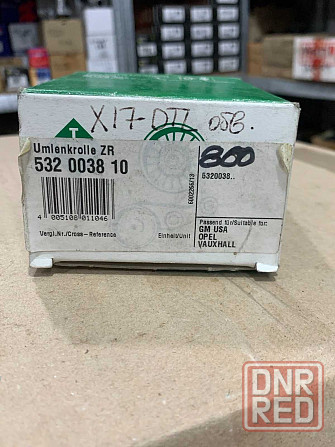 X17-DTL обв.
Umlenkrolle ZR
532 0038 10
800
5320038..
4 005108 011046
Vergl.Nr./Cross - Reference
Einheit/Unit
Passend für/Suitable for:
GM USA
OPEL
VAUXHALL
DNR
RED